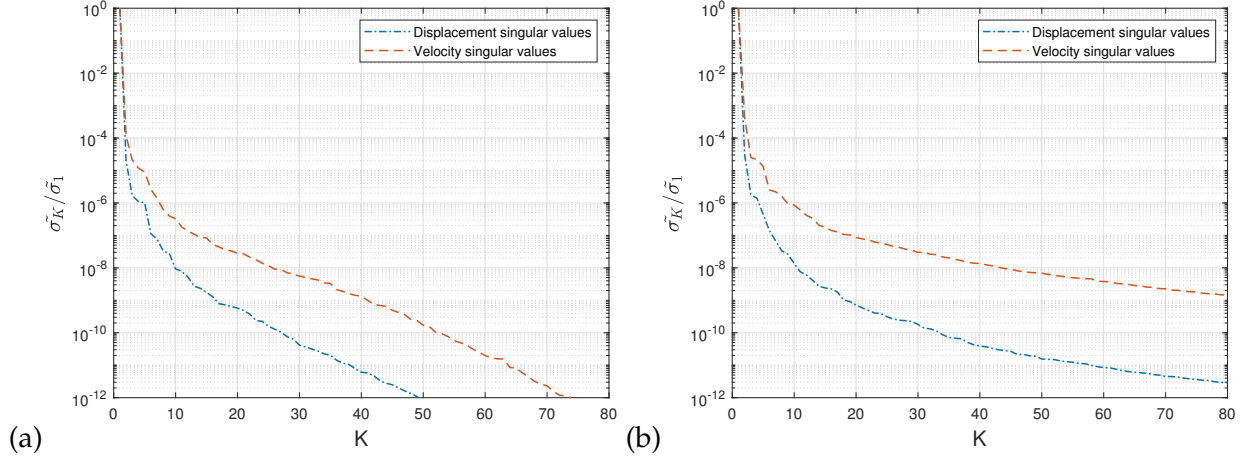 10^0
10^-2
10^-4
10^-6
10^-8
10^-10
10^-12
σ̃_K/σ̃_1
0 10 20 30 40 50 60 70 80
K
Displacement singular values
Velocity singular values
(a)
10^0
10^-2
10^-4
10^-6
10^-8
10^-10
10^-12
σ̃_K/σ̃_1
0 10 20 30 40 50 60 70 80
K
Displacement singular values
Velocity singular values
(b)